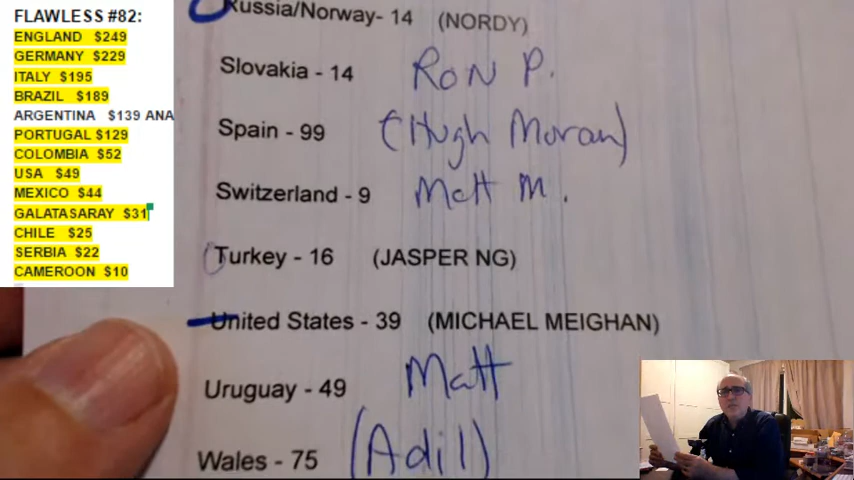 FLAWLESS #82:
ENGLAND $249
GERMANY $229
ITALY $195
BRAZIL $189
ARGENTINA $139 ANA
PORTUGAL $129
COLOMBIA $52
USA $49
MEXICO $44
GALATASARAY $31
CHILE $25
SERBIA $22
CAMEROON $10
Russia/Norway- 14 (NORDY)
Slovakia - 14 Ron P.
Spain - 99 (Hugh Moran)
Switzerland - 9 Matt M.
Turkey - 16 (JASPER NG)
United States - 39 (MICHAEL MEIGHAN)
Uruguay - 49 Matt
Wales - 75 (Adil)